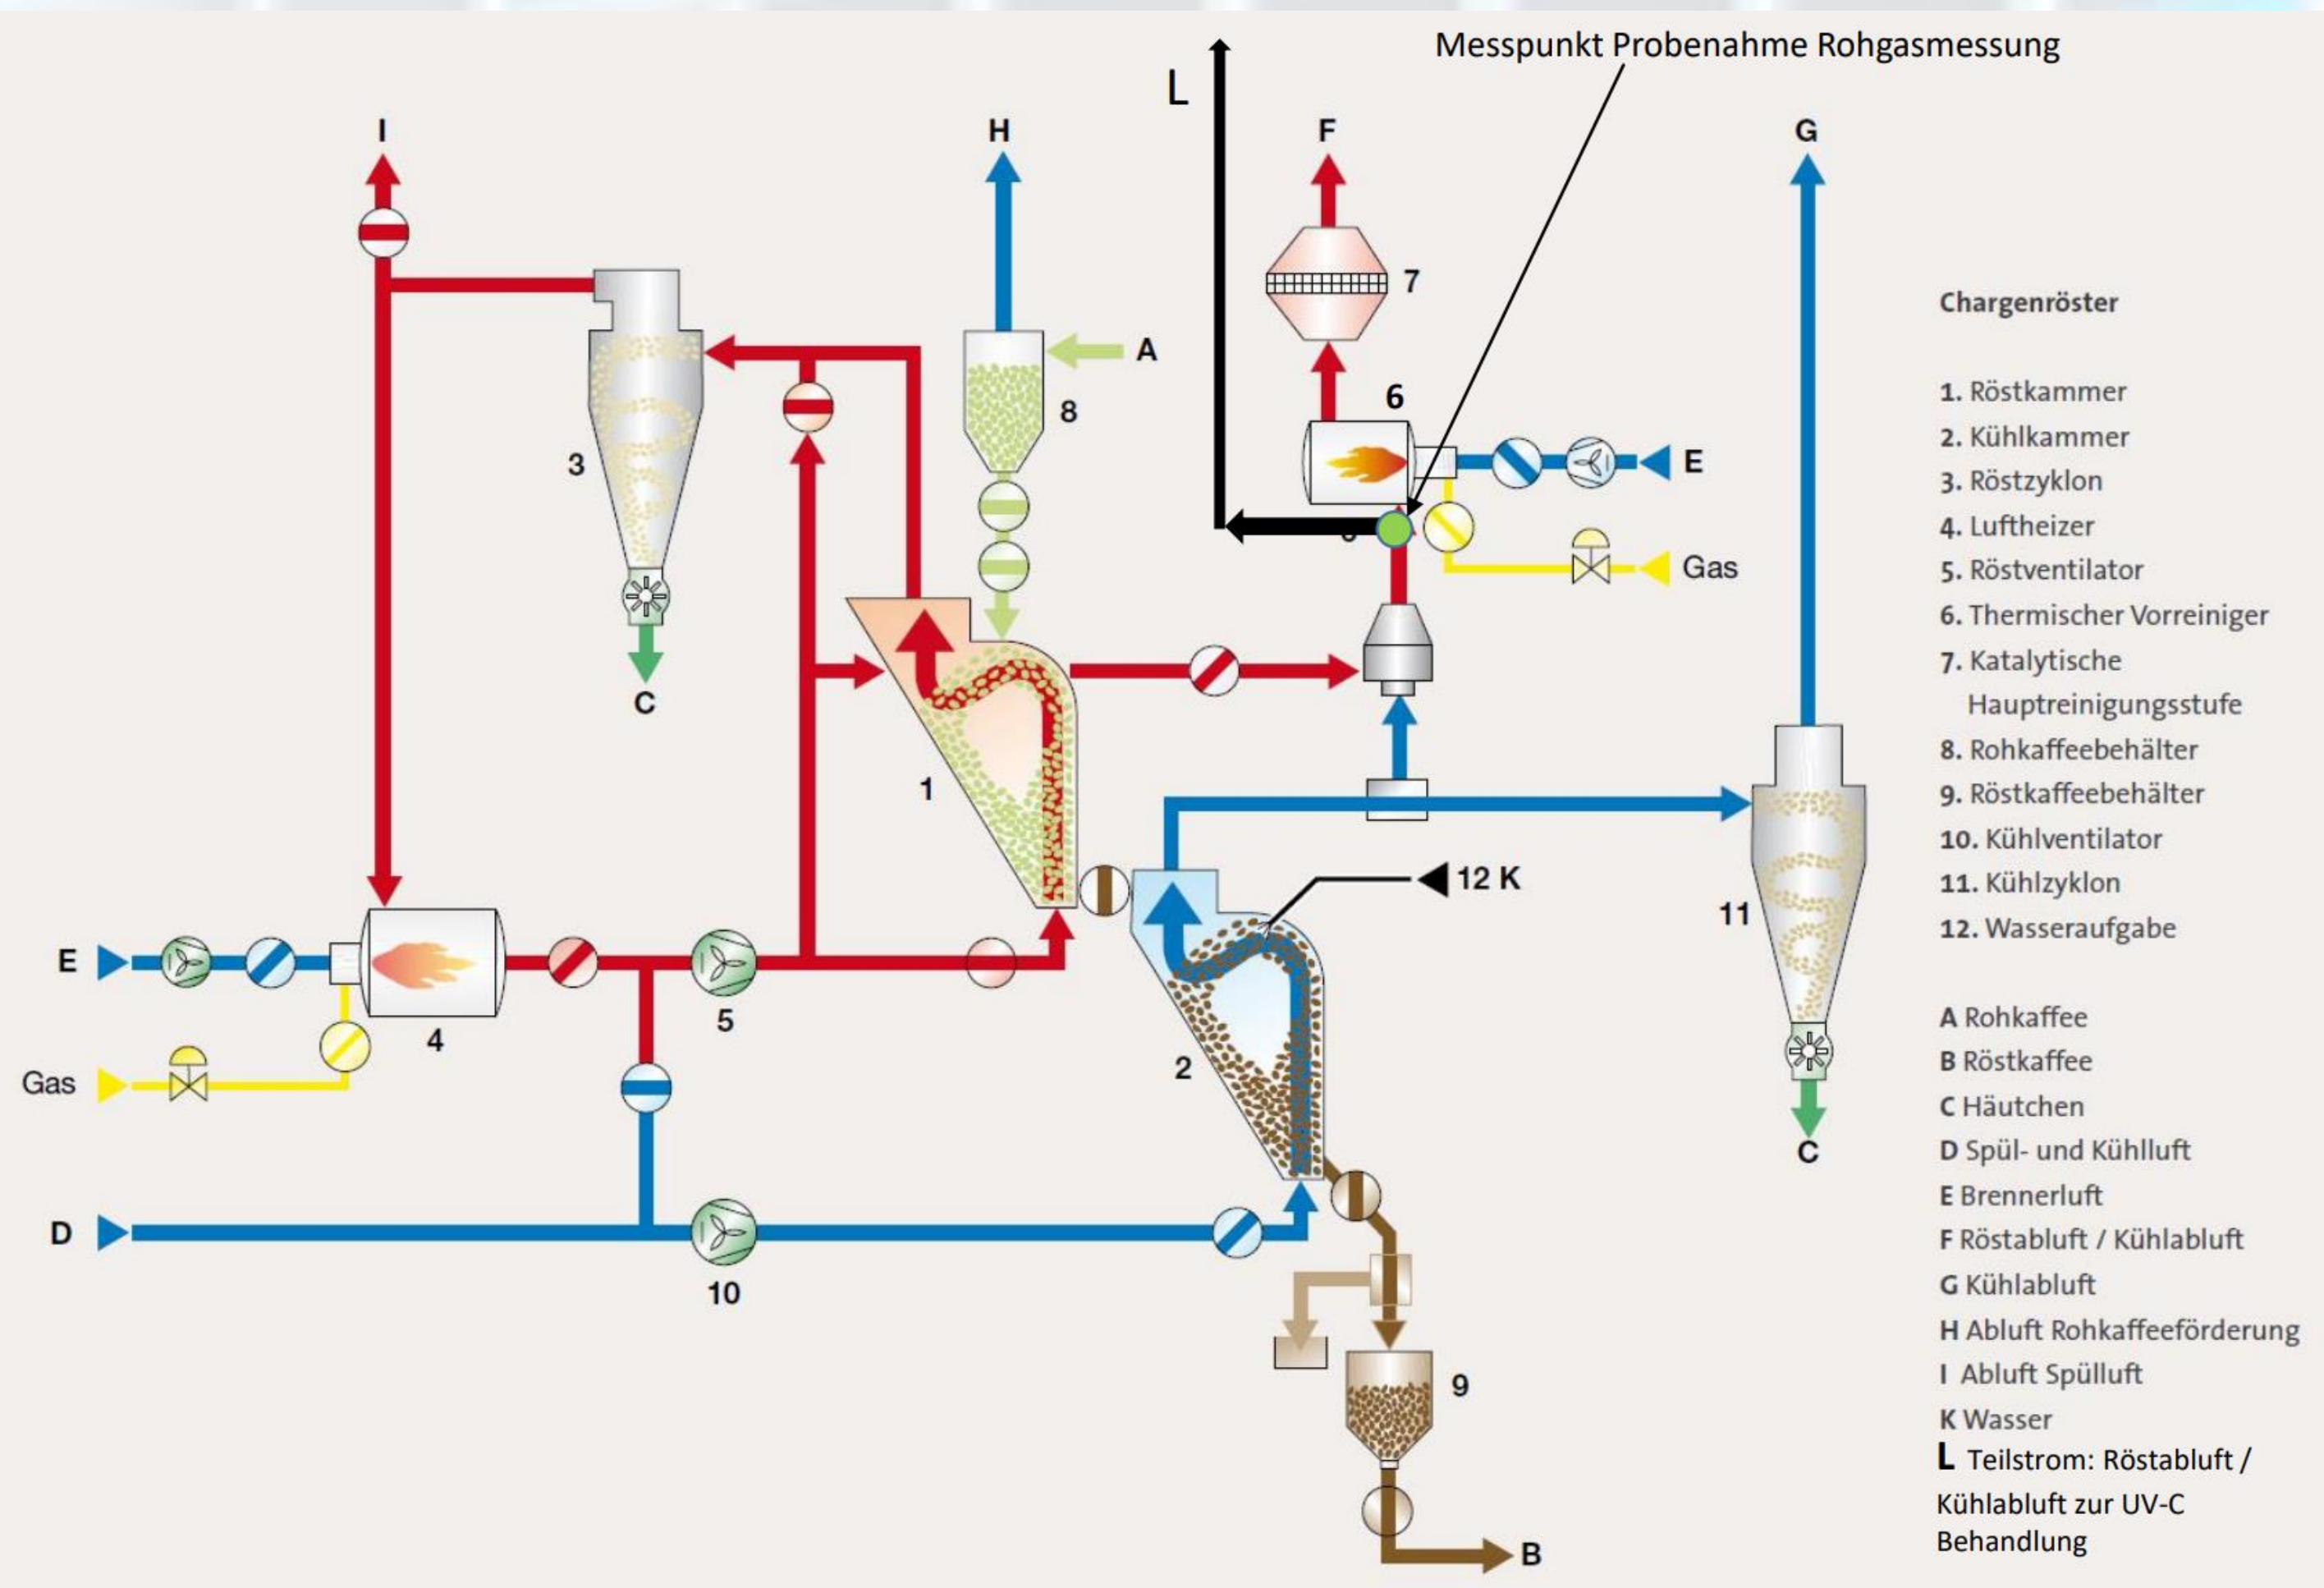 Messpunkt Probenahme Rohgasmessung
L
I
H
F
G
A
7
8
6
3
E
Gas
C
1
12 K
11
E
4
5
Gas
2
C
D
10
9
B
Chargenröster
1. Röstkammer
2. Kühlkammer
3. Röstzyklon
4. Luftheizer
5. Röstventilator
6. Thermischer Vorreiniger
7. Katalytische
Hauptreinigungsstufe
8. Rohkaffeebehälter
9. Röstkaffeebehälter
10. Kühlventilator
11. Kühlzyklon
12. Wasseraufgabe
A Rohkaffee
B Röstkaffee
C Häutchen
D Spül- und Kühlluft
E Brennerluft
F Röstabluft / Kühlabluft
G Kühlabluft
H Abluft Rohkaffeeförderung
I Abluft Spülluft
K Wasser
L Teilstrom: Röstabluft /
Kühlabluft zur UV-C
Behandlung